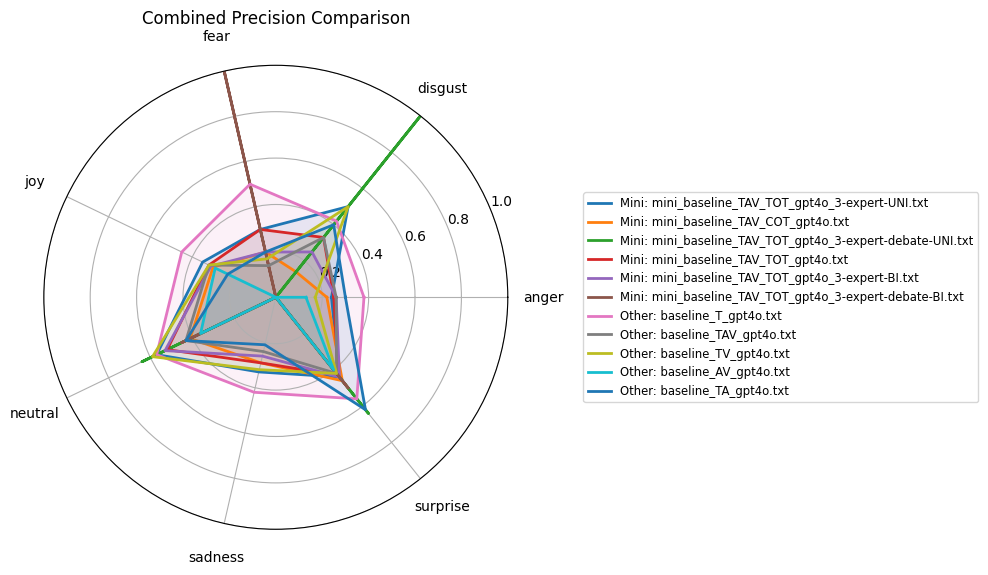 Combined Precision Comparison
fear
disgust
joy
1.0
0.8
0.6
0.4
0.2
anger
neutral
surprise
sadness
Mini: mini_baseline_TAV_TOT_gpt4o_3-expert-UNI.txt
Mini: mini_baseline_TAV_COT_gpt4o.txt
Mini: mini_baseline_TAV_TOT_gpt4o_3-expert-debate-UNI.txt
Mini: mini_baseline_TAV_TOT_gpt4o.txt
Mini: mini_baseline_TAV_TOT_gpt4o_3-expert-BI.txt
Mini: mini_baseline_TAV_TOT_gpt4o_3-expert-debate-BI.txt
Other: baseline_T_gpt4o.txt
Other: baseline_TAV_gpt4o.txt
Other: baseline_TV_gpt4o.txt
Other: baseline_AV_gpt4o.txt
Other: baseline_TA_gpt4o.txt